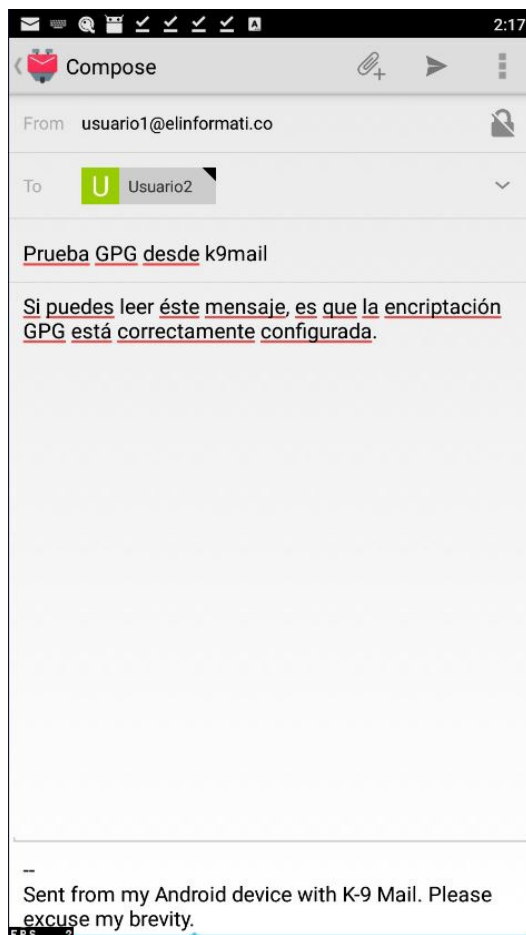 2:17
Compose
From usuario1@elinformati.co
To U Usuario2
Prueba GPG desde k9mail
Si puedes leer éste mensaje, es que la encriptación
GPG está correctamente configurada.
--
Sent from my Android device with K-9 Mail. Please
excuse my brevity.